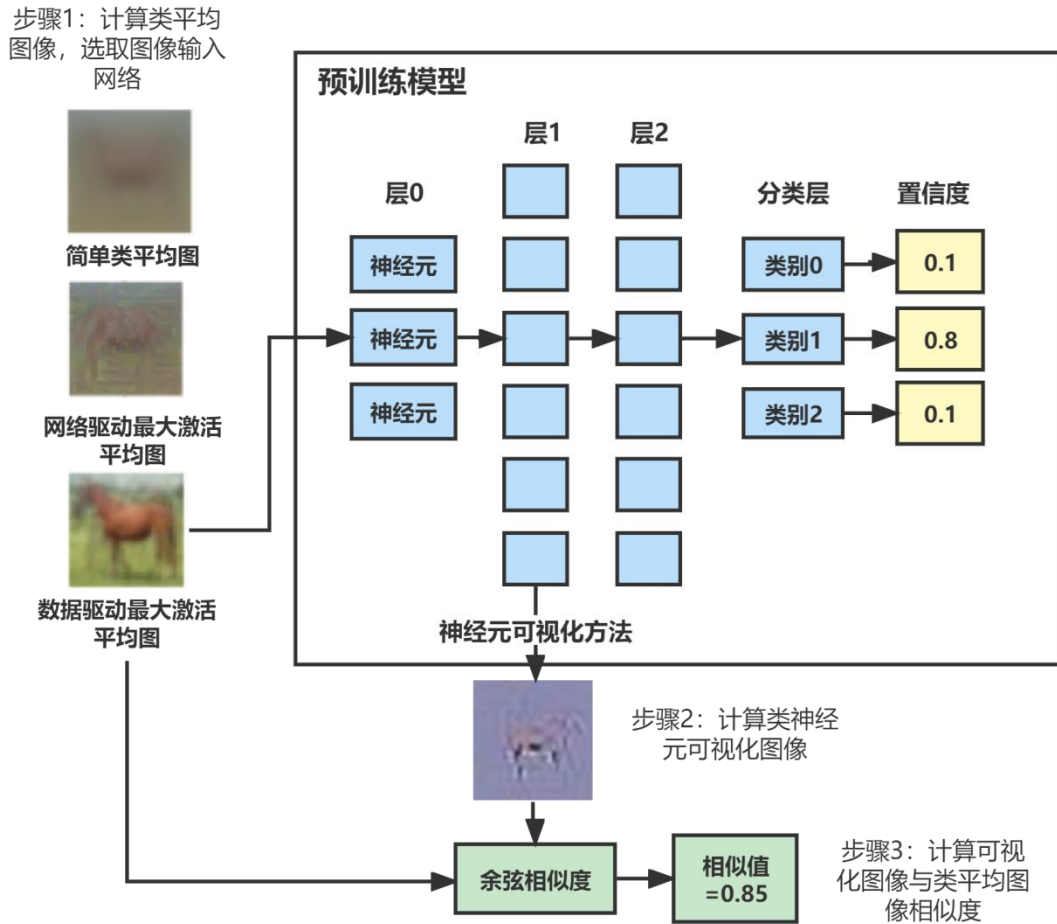 步骤1：计算类平均
图像，选取图像输入
网络
简单类平均图
网络驱动最大激活
平均图
数据驱动最大激活
平均图
预训练模型
层0
神经元
神经元
神经元
层1
层2
分类层
置信度
类别0
0.1
类别1
0.8
类别2
0.1
神经元可视化方法
步骤2：计算类神经
元可视化图像
余弦相似度
相似值
=0.85
步骤3：计算可视
化图像与类平均图
像相似度